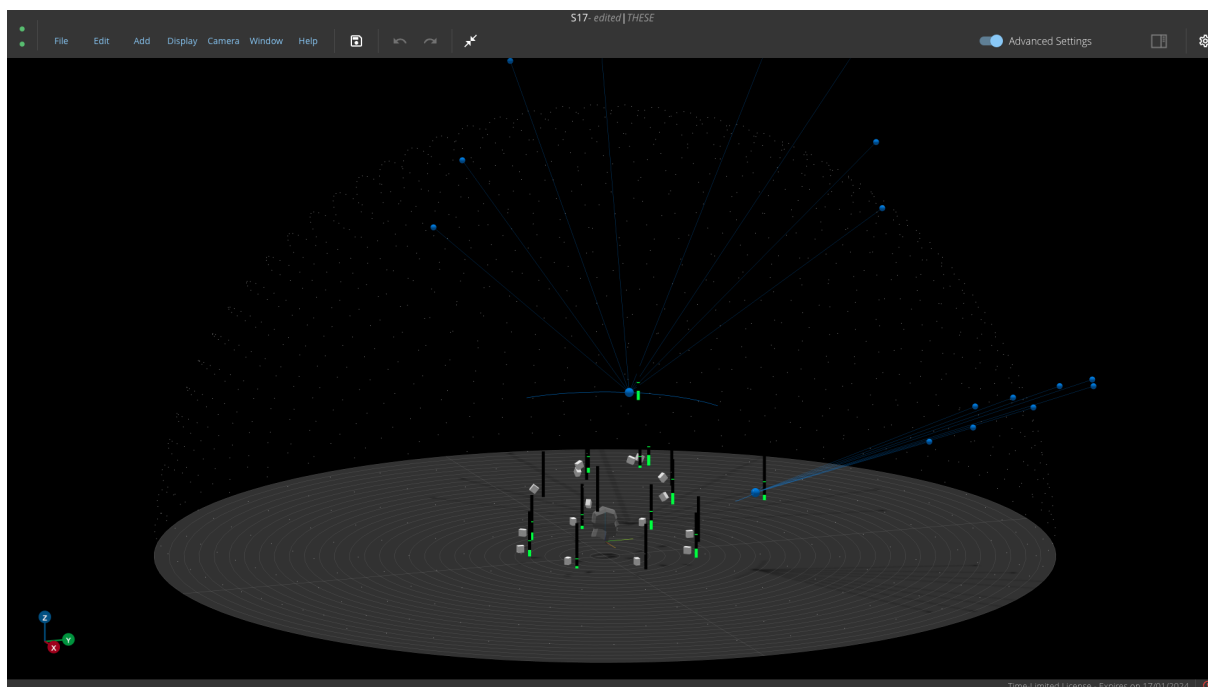 S17- edited|THESE
File Edit Add Display Camera Window Help Advanced Settings
Z
Y
X
Time Limited Licence - Expires on 17/01/2024